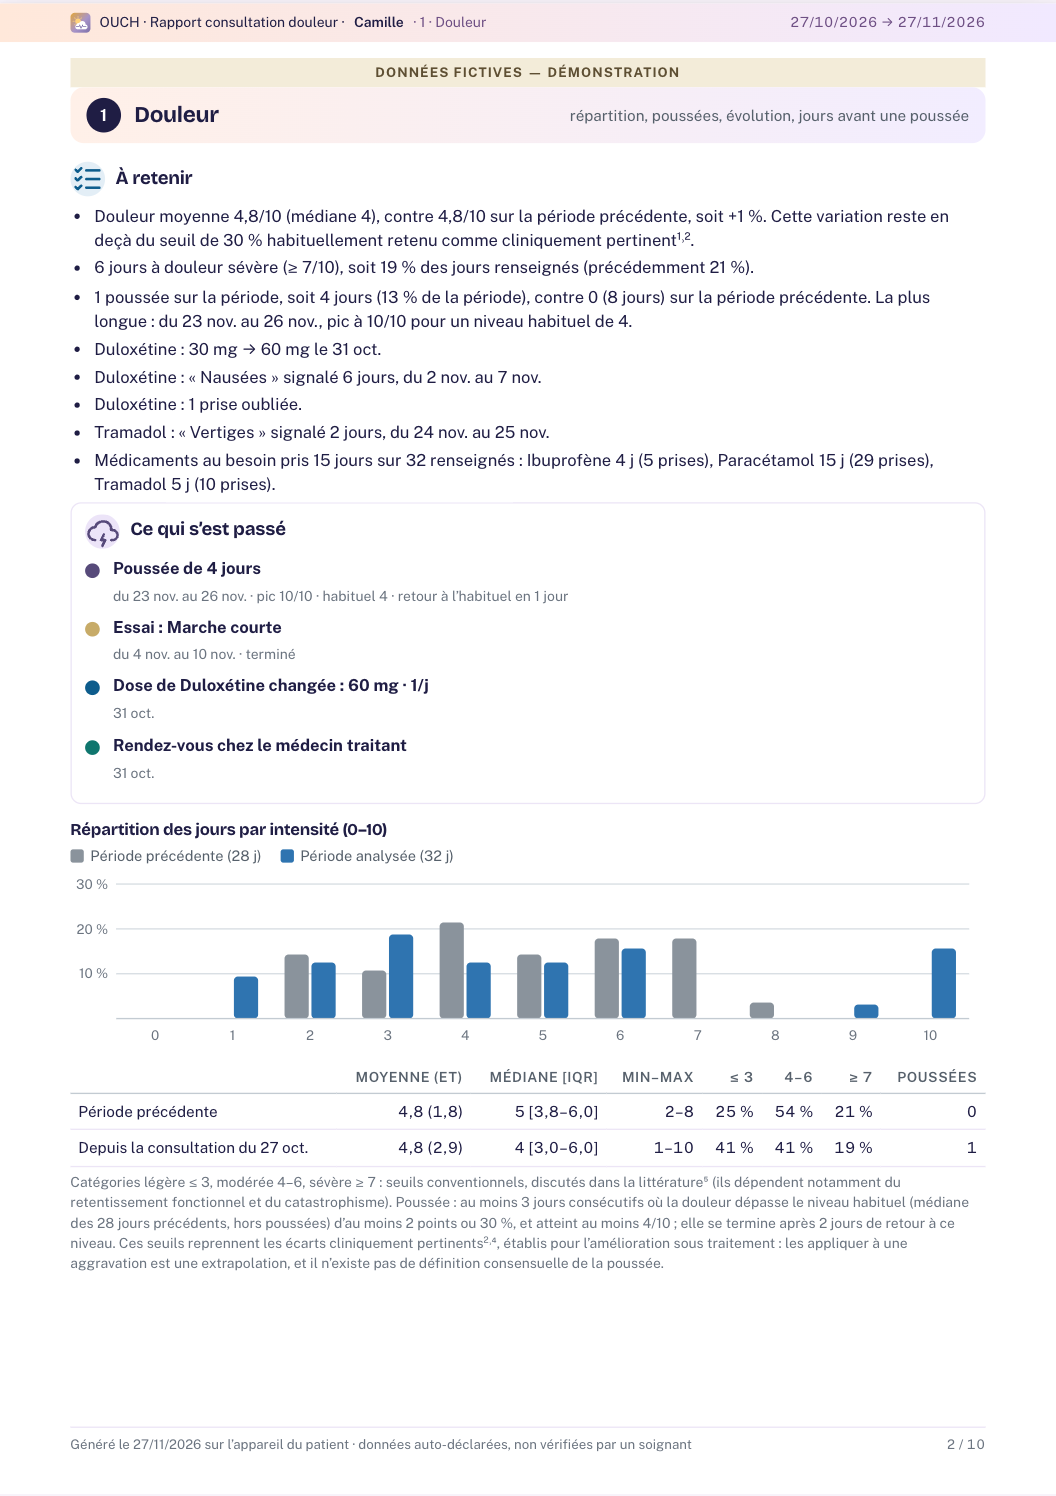 OUCH · Rapport consultation douleur · Camille · 1 · Douleur
27/10/2026 → 27/11/2026
DONNÉES FICTIVES — DÉMONSTRATION
1 Douleur
répartition, poussées, évolution, jours avant une poussée
À retenir
• Douleur moyenne 4,8/10 (médiane 4), contre 4,8/10 sur la période précédente, soit +1 %. Cette variation reste en
deçà du seuil de 30 % habituellement retenu comme cliniquement pertinent¹,².
• 6 jours à douleur sévère (≥ 7/10), soit 19 % des jours renseignés (précédemment 21 %).
• 1 poussée sur la période, soit 4 jours (13 % de la période), contre 0 (8 jours) sur la période précédente. La plus
longue : du 23 nov. au 26 nov., pic à 10/10 pour un niveau habituel de 4.
• Duloxétine : 30 mg → 60 mg le 31 oct.
• Duloxétine : « Nausées » signalé 6 jours, du 2 nov. au 7 nov.
• Duloxétine : 1 prise oubliée.
• Tramadol : « Vertiges » signalé 2 jours, du 24 nov. au 25 nov.
• Médicaments au besoin pris 15 jours sur 32 renseignés : Ibuprofène 4 j (5 prises), Paracétamol 15 j (29 prises),
Tramadol 5 j (10 prises).
Ce qui s’est passé
Poussée de 4 jours
du 23 nov. au 26 nov. · pic 10/10 · habituel 4 · retour à l’habituel en 1 jour
Essai : Marche courte
du 4 nov. au 10 nov. · terminé
Dose de Duloxétine changée : 60 mg · 1/j
31 oct.
Rendez-vous chez le médecin traitant
31 oct.
Répartition des jours par intensité (0–10)
Période précédente (28 j) Période analysée (32 j)
30 %
20 %
10 %
0 1 2 3 4 5 6 7 8 9 10
MOYENNE (ET) MÉDIANE [IQR] MIN–MAX ≤ 3 4–6 ≥ 7 POUSSÉES
Période précédente 4,8 (1,8) 5 [3,8–6,0] 2–8 25 % 54 % 21 % 0
Depuis la consultation du 27 oct. 4,8 (2,9) 4 [3,0–6,0] 1–10 41 % 41 % 19 % 1
Catégories légère ≤ 3, modérée 4–6, sévère ≥ 7 : seuils conventionnels, discutés dans la littérature⁵ (ils dépendent notamment du
retentissement fonctionnel et du catastrophisme). Poussée : au moins 3 jours consécutifs où la douleur dépasse le niveau habituel (médiane
des 28 jours précédents, hors poussées) d’au moins 2 points ou 30 %, et atteint au moins 4/10 ; elle se termine après 2 jours de retour à ce
niveau. Ces seuils reprennent les écarts cliniquement pertinents²,⁴, établis pour l’amélioration sous traitement : les appliquer à une
aggravation est une extrapolation, et il n’existe pas de définition consensuelle de la poussée.
Généré le 27/11/2026 sur l’appareil du patient · données auto-déclarées, non vérifiées par un soignant
2 / 10